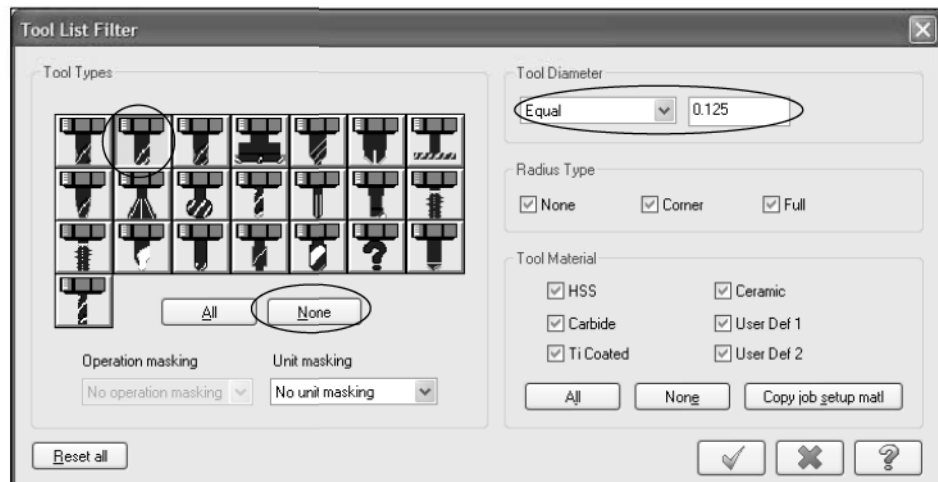 Tool List Filter
Tool Types
All
None
Operation masking
No operation masking
Unit masking
No unit masking
Reset all
Tool Diameter
Equal
0.125
Radius Type
None
Corner
Full
Tool Material
HSS
Ceramic
Carbide
User Def 1
Ti Coated
User Def 2
All
None
Copy job setup matl